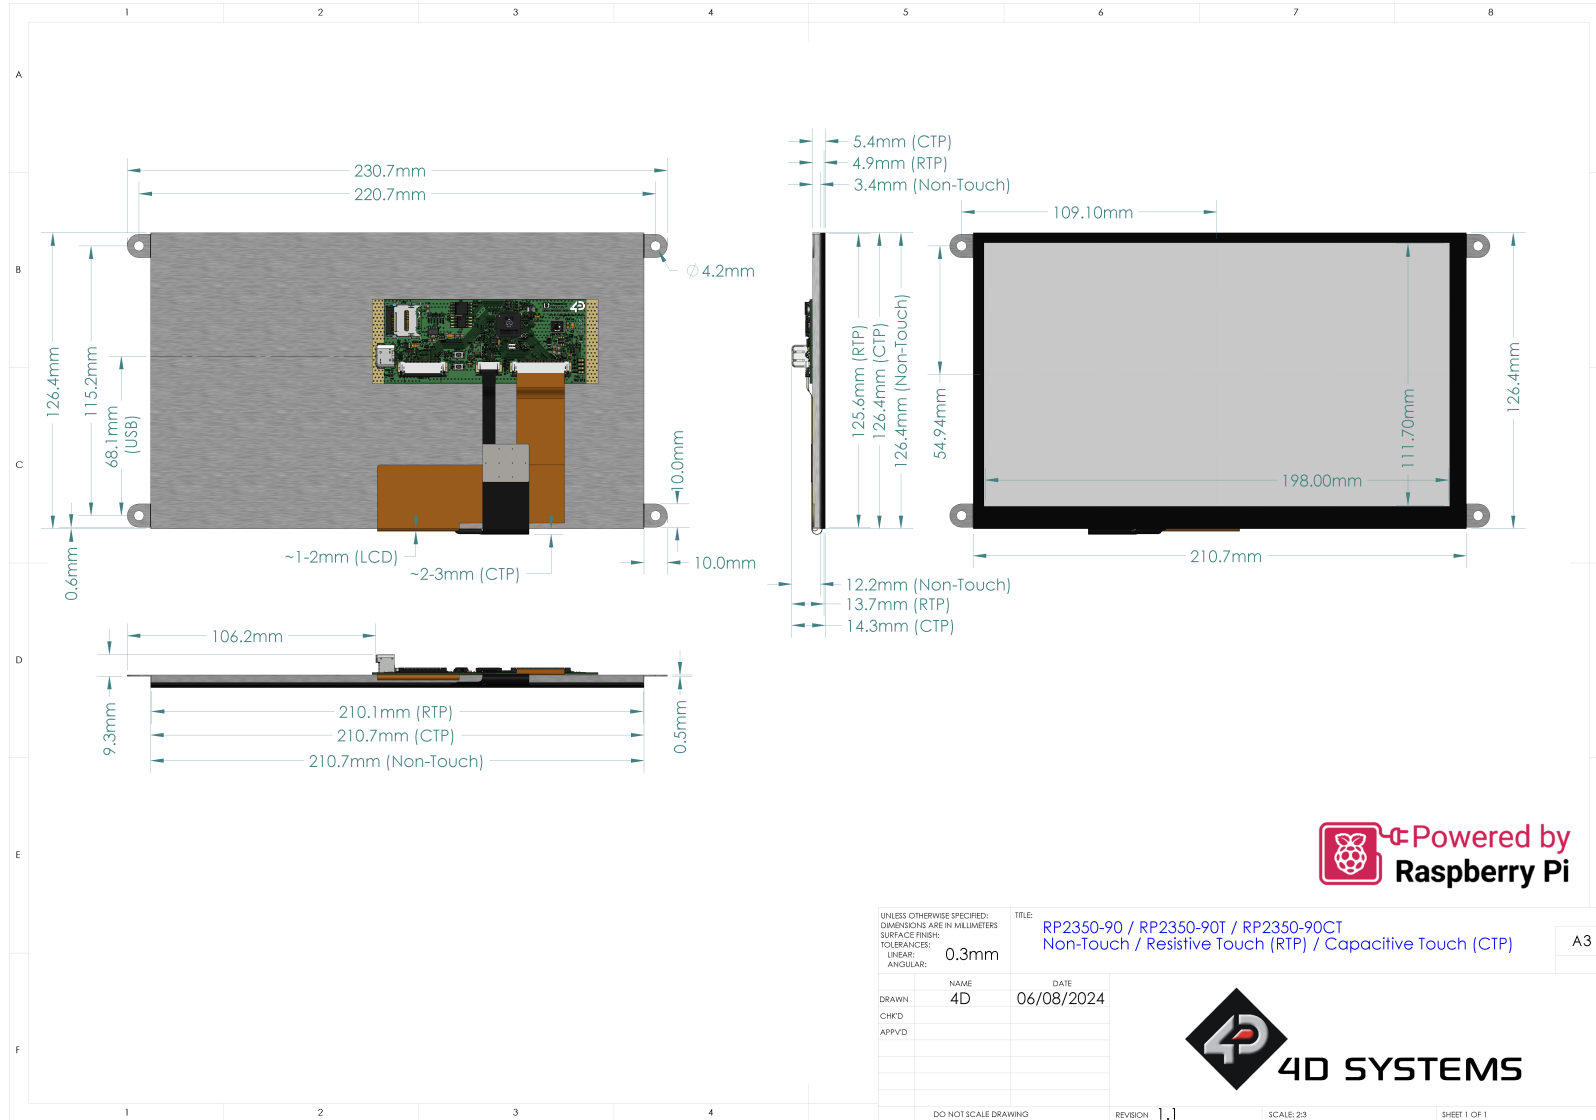 1 2 3 4 5 6 7 8
A
B
C
D
E
F
230.7mm
220.7mm
Ø 4.2mm
126.4mm
115.2mm
68.1mm
(USB)
10.0mm
0.6mm
~1-2mm (LCD)
~2-3mm (CTP)
10.0mm
5.4mm (CTP)
4.9mm (RTP)
3.4mm (Non-Touch)
125.6mm (RTP)
126.4mm (CTP)
126.4mm (Non-Touch)
12.2mm (Non-Touch)
13.7mm (RTP)
14.3mm (CTP)
109.10mm
54.94mm
111.70mm
198.00mm
126.4mm
210.7mm
106.2mm
9.3mm
0.5mm
210.1mm (RTP)
210.7mm (CTP)
210.7mm (Non-Touch)
4D
Powered by
Raspberry Pi
UNLESS OTHERWISE SPECIFIED:
DIMENSIONS ARE IN MILLIMETERS
SURFACE FINISH:
TOLERANCES:
LINEAR: 0.3mm
ANGULAR:
TITLE:
RP2350-90 / RP2350-90T / RP2350-90CT
Non-Touch / Resistive Touch (RTP) / Capacitive Touch (CTP)
A3
NAME DATE
DRAWN 4D 06/08/2024
CHK'D
APPV'D
4D
4D SYSTEMS
DO NOT SCALE DRAWING
REVISION 1.1
SCALE: 2:3
SHEET 1 OF 1
1 2 3 4